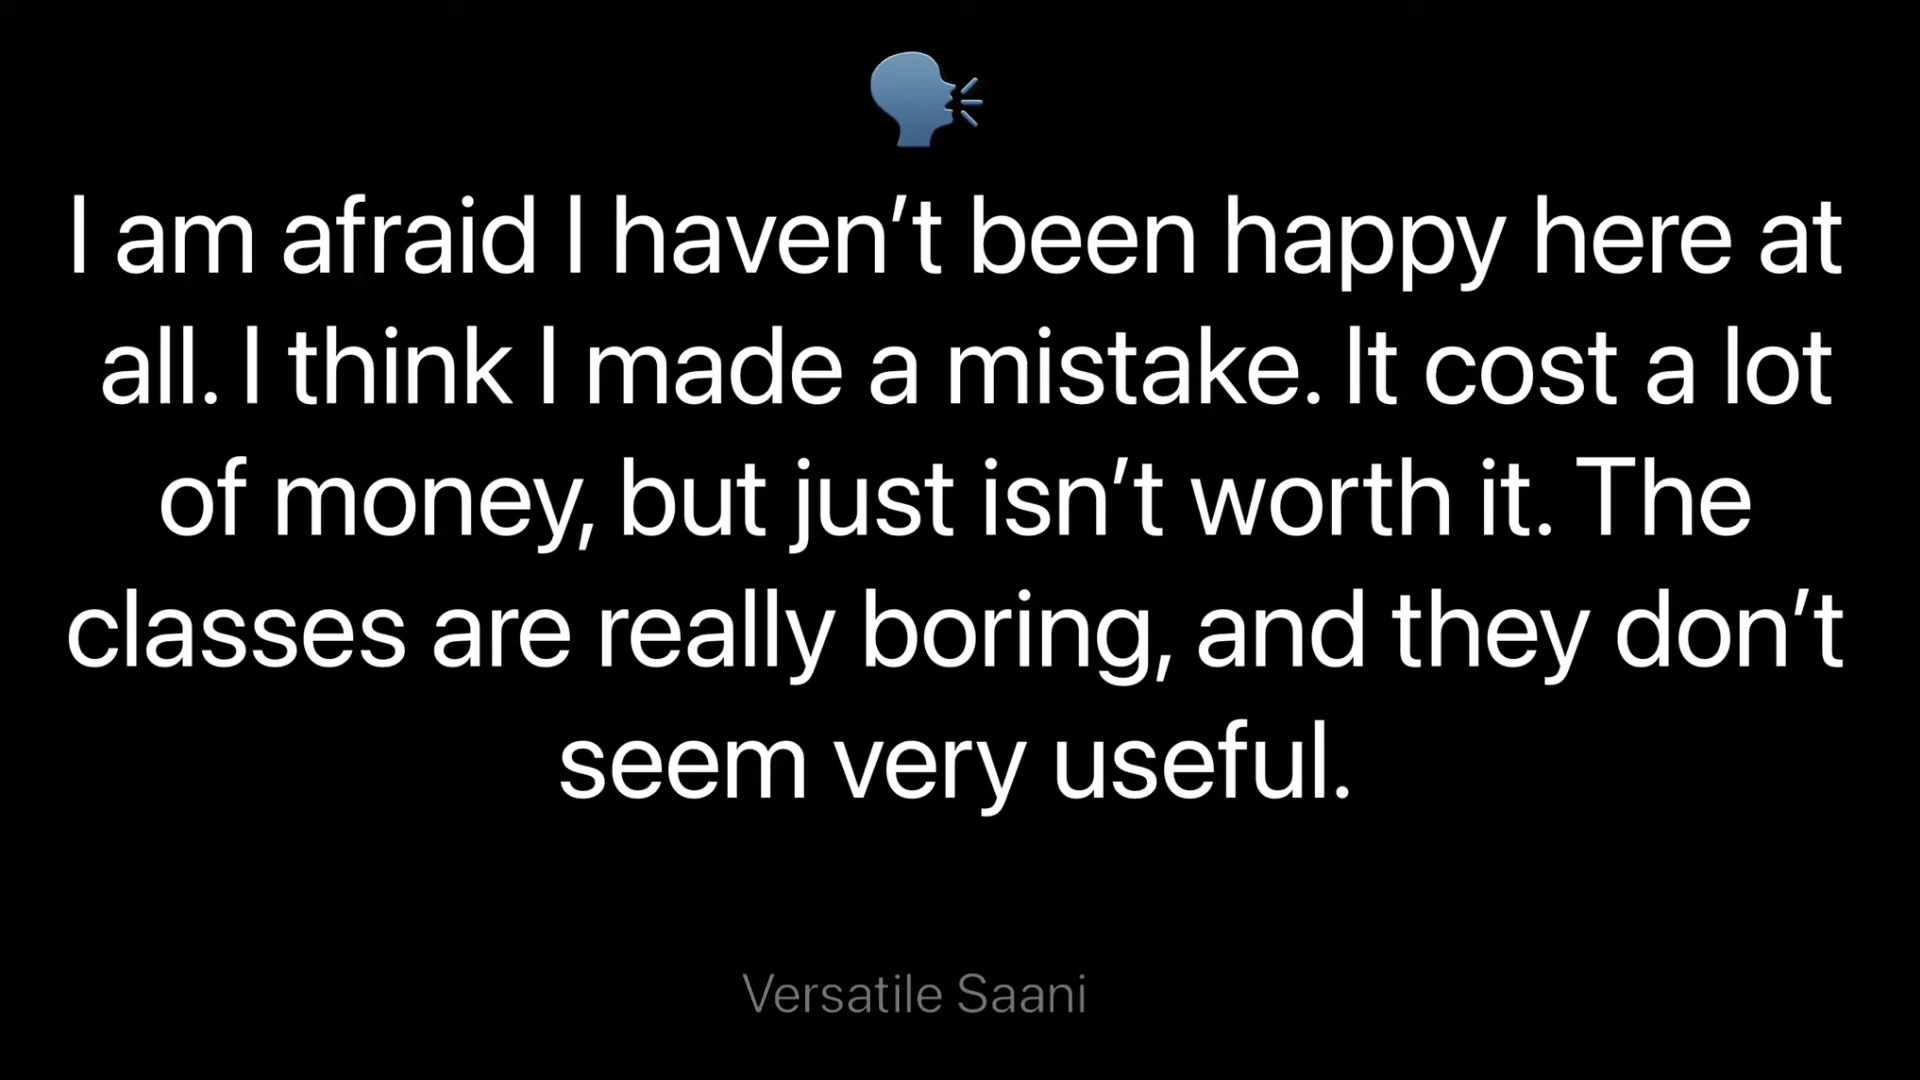 I am afraid I haven’t been happy here at
all. I think I made a mistake. It cost a lot
of money, but just isn’t worth it. The
classes are really boring, and they don’t
seem very useful.
Versatile Saani